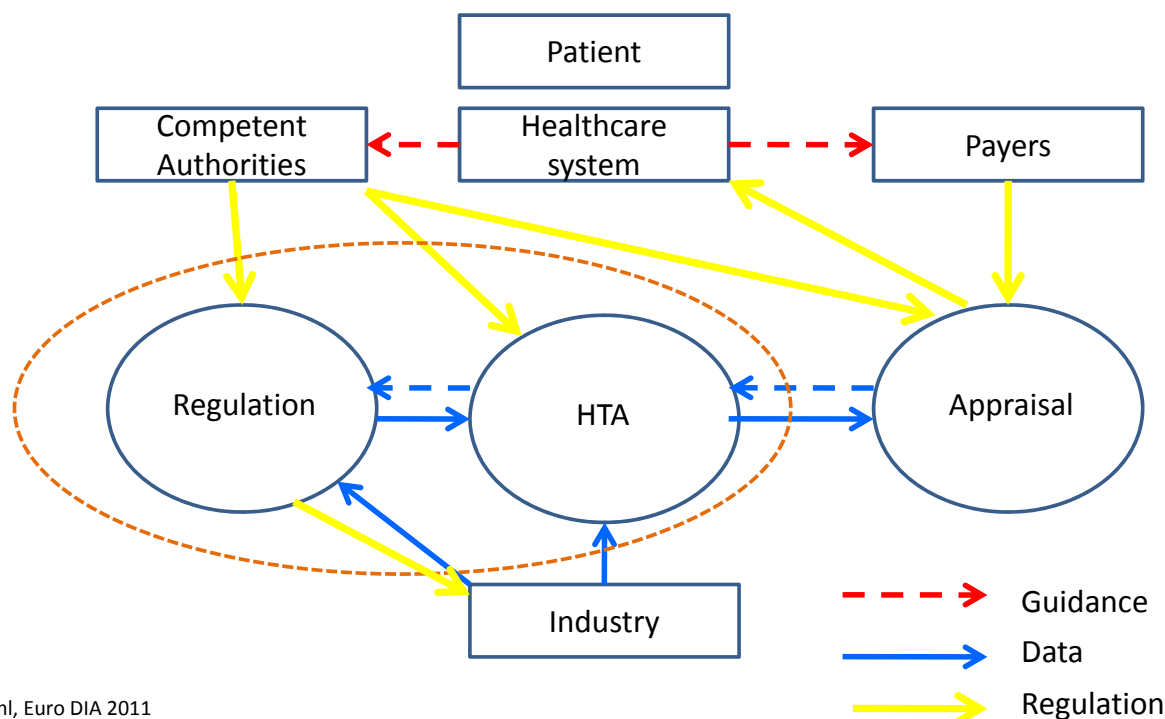 Patient
Competent
Authorities
Healthcare
system
Payers
Regulation
HTA
Appraisal
Industry
Guidance
Data
Regulation
Euro DIA 2011